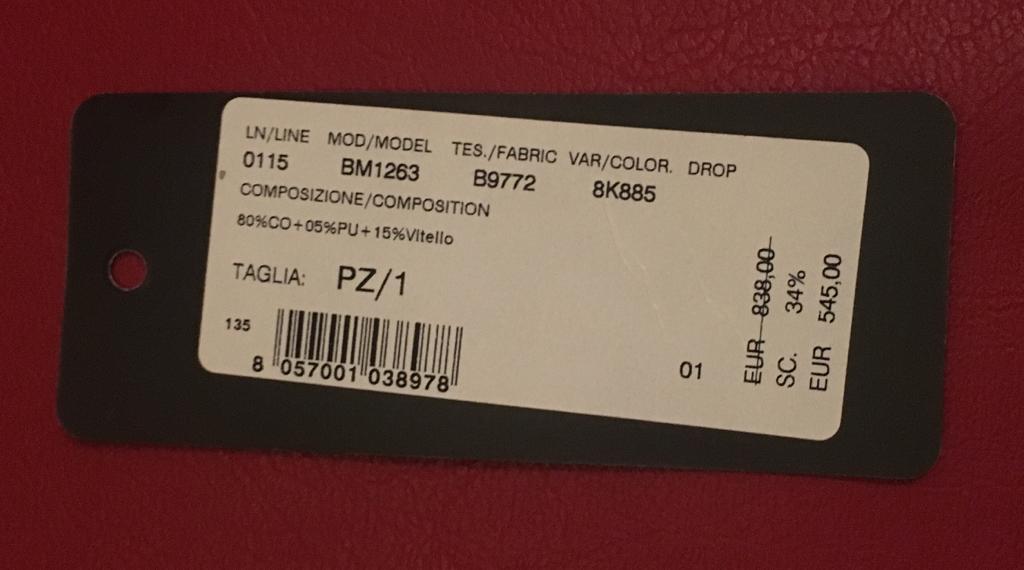 LN/LINE MOD/MODEL TES./FABRIC VAR/COLOR. DROP
0115 BM1263 B9772 8K885
COMPOSIZIONE/COMPOSITION
80%CO+05%PU+15%Vitello
TAGLIA: PZ/1
135
8 057001 038978
01
EUR 838,00
SC. 34%
EUR 545,00